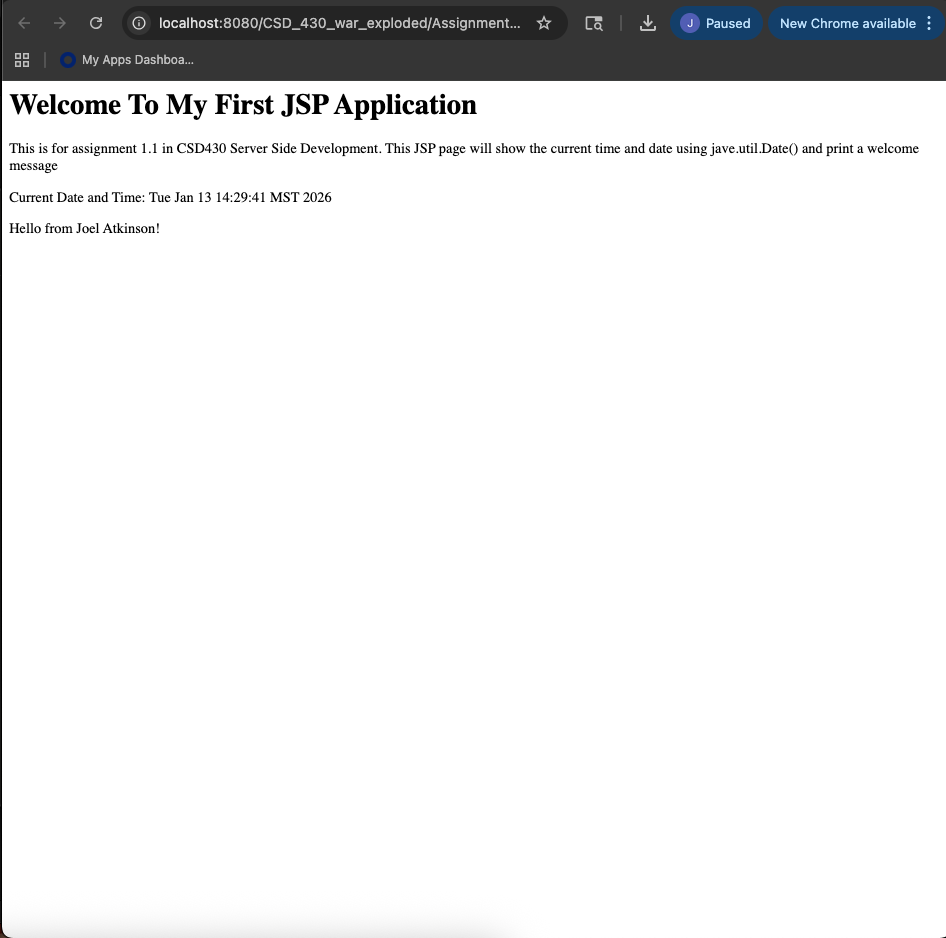 localhost:8080/CSD_430_war_exploded/Assignment...
J Paused
New Chrome available
My Apps Dashboa...
Welcome To My First JSP Application
This is for assignment 1.1 in CSD430 Server Side Development. This JSP page will show the current time and date using jave.util.Date() and print a welcome
message
Current Date and Time: Tue Jan 13 14:29:41 MST 2026
Hello from Joel Atkinson!